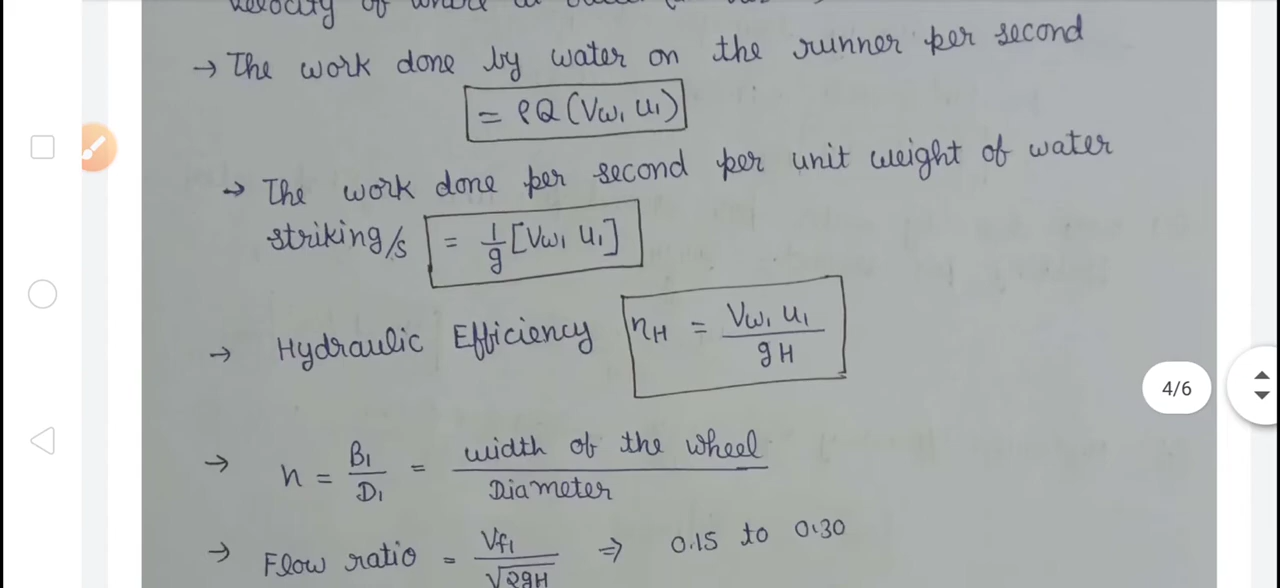 velocity of
→ The work done by water on the runner per second
= ρQ(Vw₁ u₁)
→ The work done per second per unit weight of water
striking/s = 1/g [Vw₁ u₁]
→ Hydraulic Efficiency ηH = Vw₁ u₁ / gH
4/6
→ n = B₁/D₁ = width of the wheel / Diameter
→ Flow ratio = Vf₁ / √2gH ⇒ 0.15 to 0.30